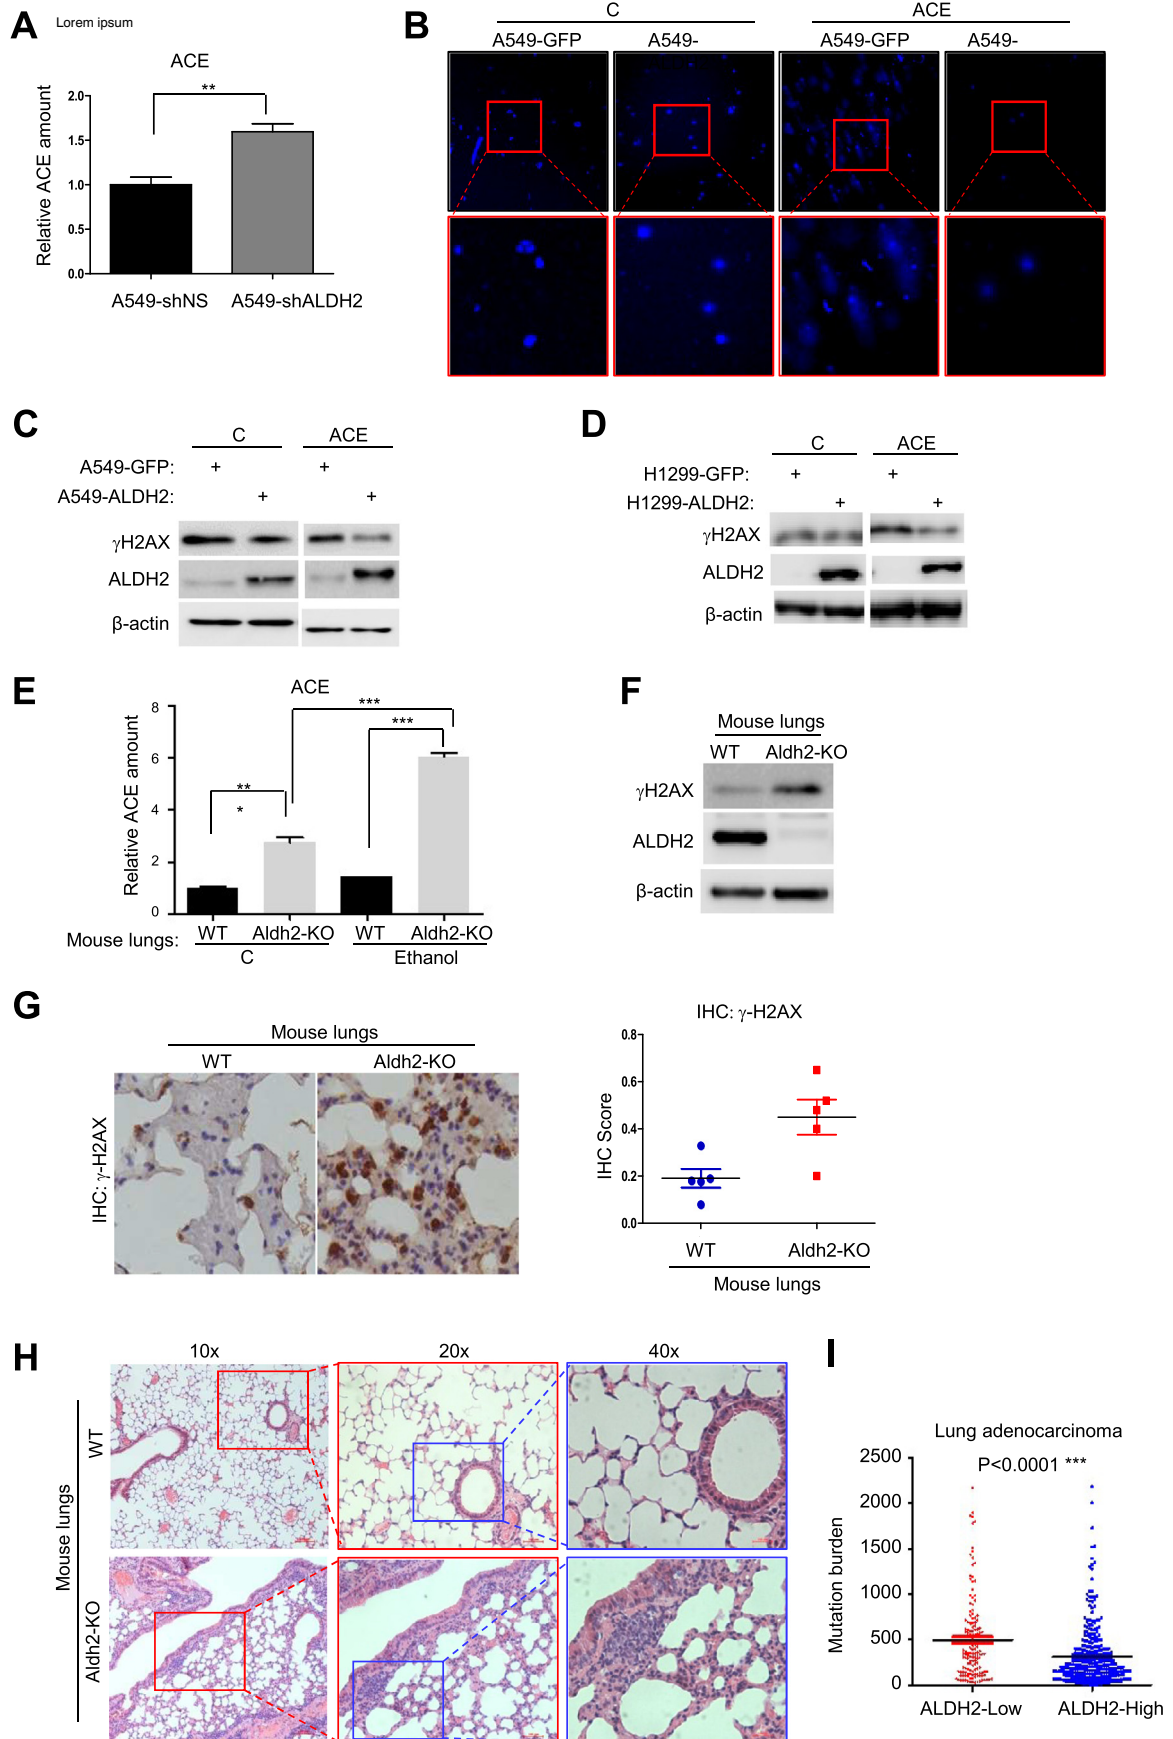 A Lorem ipsum
ACE
**
Relative ACE amount
2.0
1.5
1.0
0.5
0.0
A549-shNS A549-shALDH2
B
C ACE
A549-GFP A549- A549-GFP A549-
C
C ACE
A549-GFP: + +
A549-ALDH2: + +
γH2AX
ALDH2
β-actin
D
C ACE
H1299-GFP: + +
H1299-ALDH2: + +
γH2AX
ALDH2
β-actin
E
ACE
***
***
**
*
Relative ACE amount
8
6
4
2
0
Mouse lungs: WT Aldh2-KO WT Aldh2-KO
C Ethanol
F
Mouse lungs
WT Aldh2-KO
γH2AX
ALDH2
β-actin
G
Mouse lungs
WT Aldh2-KO
IHC: γ-H2AX
IHC: γ-H2AX
IHC Score
0.8
0.6
0.4
0.2
0.0
WT Aldh2-KO
Mouse lungs
H
10x 20x 40x
Mouse lungs
WT
Aldh2-KO
I
Lung adenocarcinoma
P<0.0001 ***
Mutation burden
2500
2000
1500
1000
500
0
ALDH2-Low ALDH2-High